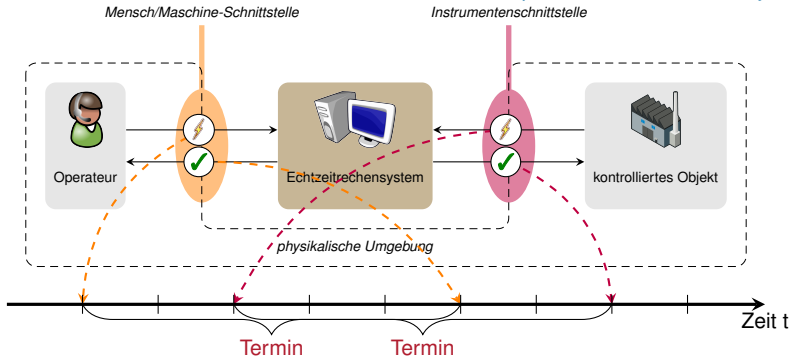 Mensch/Maschine-Schnittstelle
Instrumentenschnittstelle
Operateur
Echtzeitrechensystem
kontrolliertes Objekt
physikalische Umgebung
Zeit t
Termin
Termin